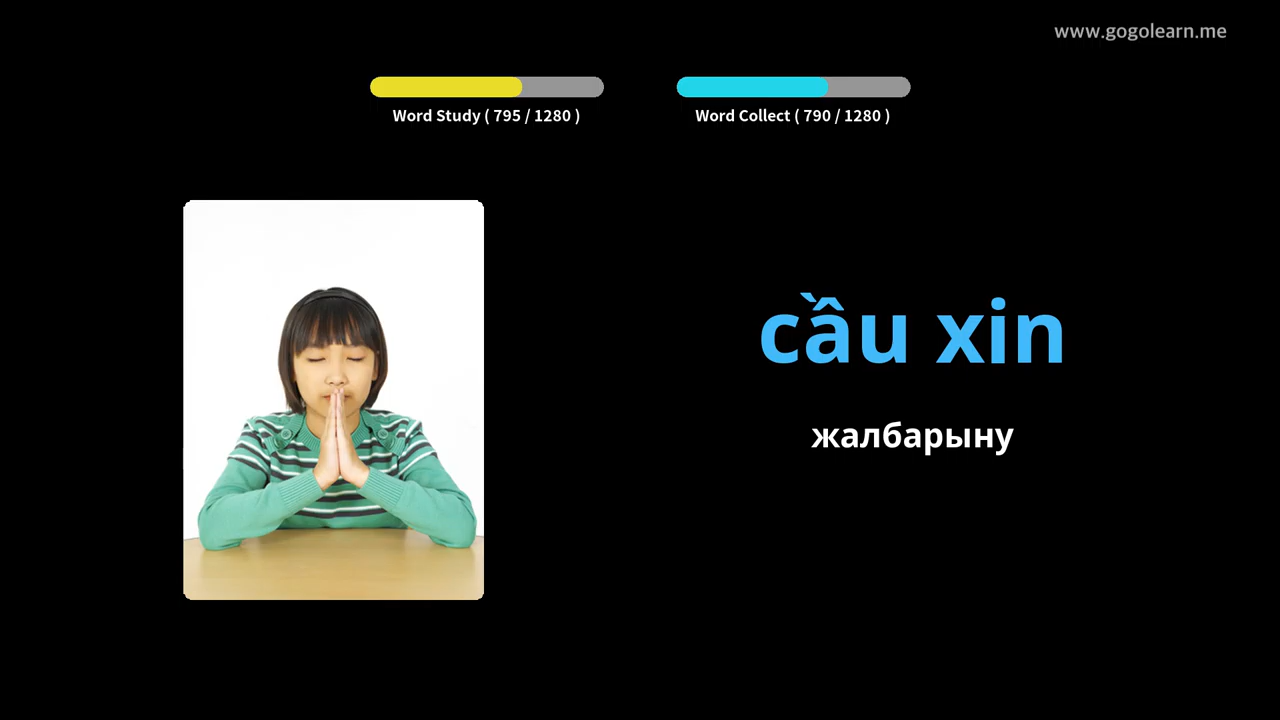 www.gogolearn.me
Word Study ( 795 / 1280 )
Word Collect ( 790 / 1280 )
cầu xin
жалбарыну